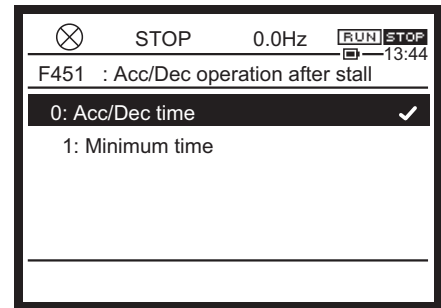 STOP 0.0Hz RUN STOP
13:44
F451 : Acc/Dec operation after stall
0: Acc/Dec time
1: Minimum time